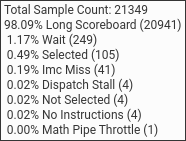 Total Sample Count: 21349
98.09% Long Scoreboard (20941)
1.17% Wait (249)
0.49% Selected (105)
0.19% Imc Miss (41)
0.02% Dispatch Stall (4)
0.02% Not Selected (4)
0.02% No Instructions (4)
0.00% Math Pipe Throttle (1)